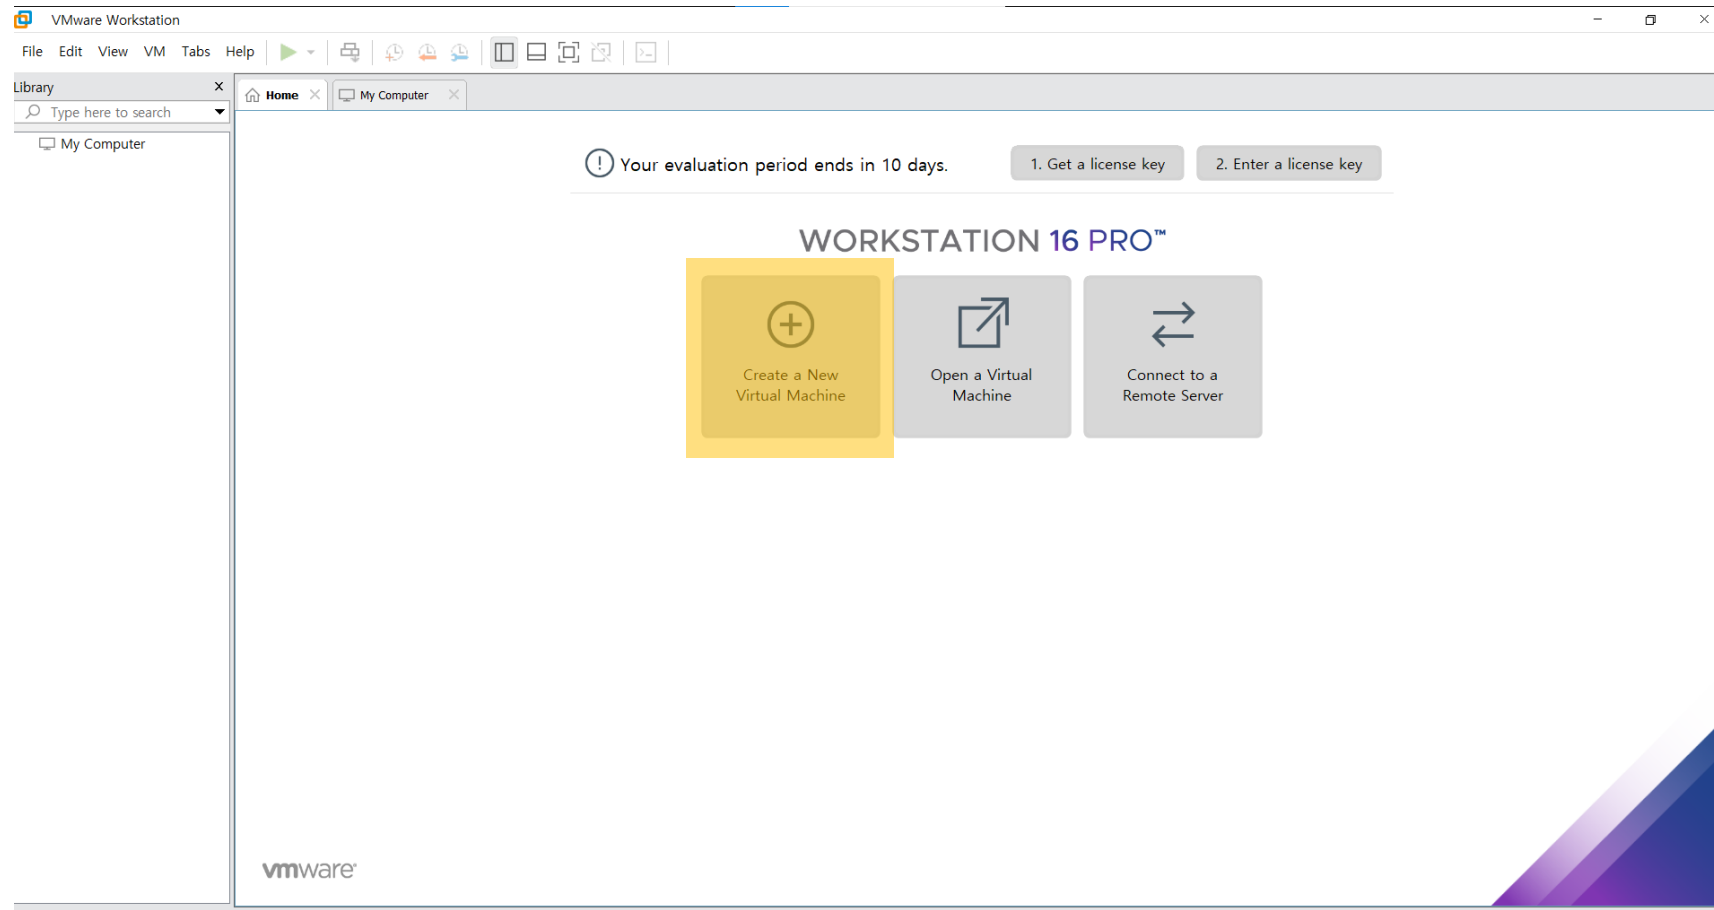 VMware Workstation
File Edit View VM Tabs Help
Library
Type here to search
My Computer
Home
My Computer
Your evaluation period ends in 10 days.
1. Get a license key
2. Enter a license key
WORKSTATION 16 PRO™
Create a New
Virtual Machine
Open a Virtual
Machine
Connect to a
Remote Server
vmware®